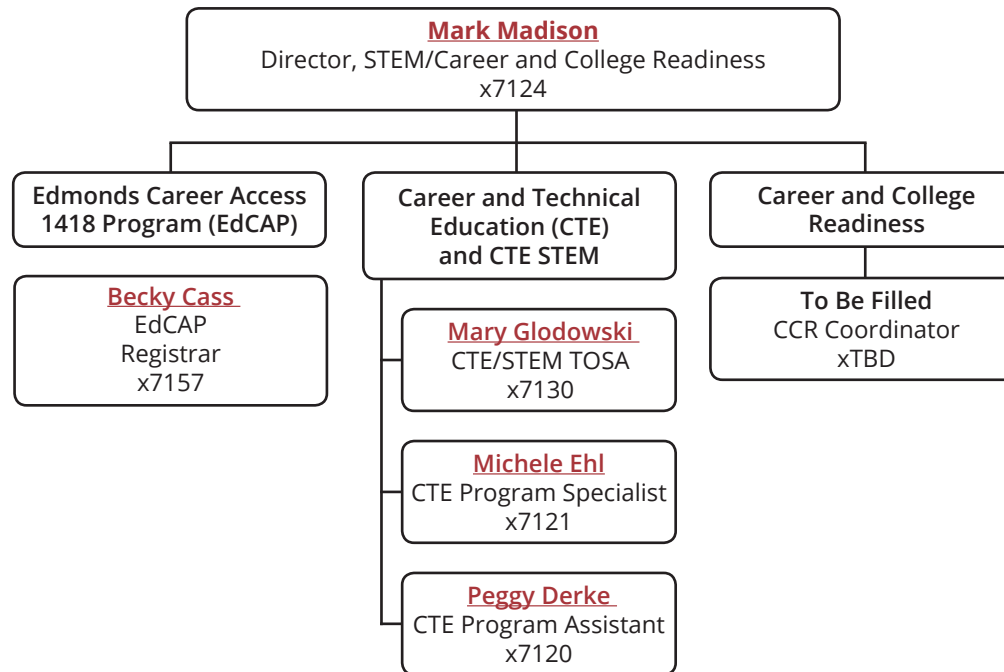 Mark Madison
Director, STEM/Career and College Readiness
x7124
Edmonds Career Access
1418 Program (EdCAP)
Becky Cass
EdCAP
Registrar
x7157
Career and Technical
Education (CTE)
and CTE STEM
Mary Glodowski
CTE/STEM TOSA
x7130
Michele Ehl
CTE Program Specialist
x7121
Peggy Derke
CTE Program Assistant
x7120
Career and College
Readiness
To Be Filled
CCR Coordinator
xTBD